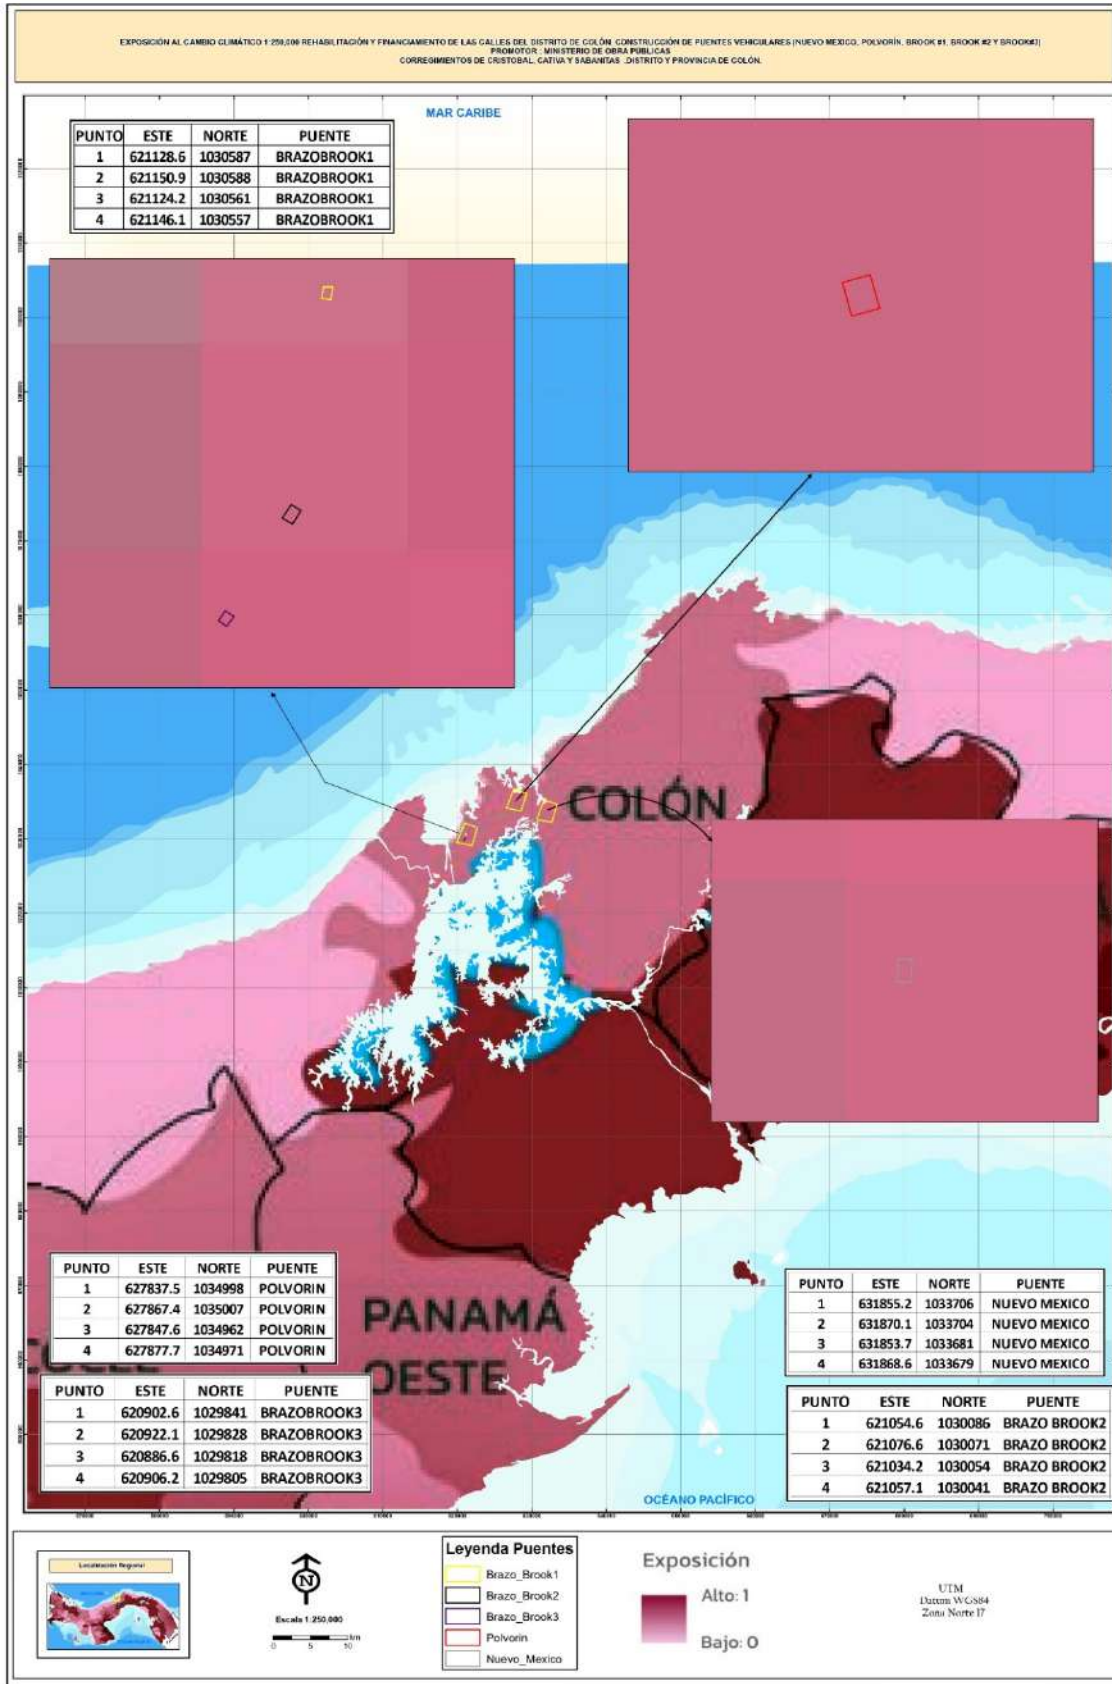 EXPOSICIÓN AL CAMBIO CLIMÁTICO 1:250,000 REHABILITACIÓN Y FINANCIAMIENTO DE LAS CALLES DEL DISTRITO DE COLÓN. CONSTRUCCIÓN DE PUENTES VEHICULARES (NUEVO MEXICO, POLVORÍN, BROOK #1, BROOK #2 Y BROOK#3)
PROMOTOR : MINISTERIO DE OBRA PÚBLICAS
CORREGIMIENTOS DE CRISTOBAL, CATIVA Y SABANITAS .DISTRITO Y PROVINCIA DE COLÓN.
MAR CARIBE
PUNTO ESTE NORTE PUENTE
1 621128.6 1030587 BRAZOBROOK1
2 621150.9 1030588 BRAZOBROOK1
3 621124.2 1030561 BRAZOBROOK1
4 621146.1 1030557 BRAZOBROOK1
COLÓN
PUNTO ESTE NORTE PUENTE
1 627837.5 1034998 POLVORIN
2 627867.4 1035007 POLVORIN
3 627847.6 1034962 POLVORIN
4 627877.7 1034971 POLVORIN
PANAMÁ
OESTE
PUNTO ESTE NORTE PUENTE
1 631855.2 1033706 NUEVO MEXICO
2 631870.1 1033704 NUEVO MEXICO
3 631853.7 1033681 NUEVO MEXICO
4 631868.6 1033679 NUEVO MEXICO
PUNTO ESTE NORTE PUENTE
1 620902.6 1029841 BRAZOBROOK3
2 620922.1 1029828 BRAZOBROOK3
3 620886.6 1029818 BRAZOBROOK3
4 620906.2 1029805 BRAZOBROOK3
PUNTO ESTE NORTE PUENTE
1 621054.6 1030086 BRAZO BROOK2
2 621076.6 1030071 BRAZO BROOK2
3 621034.2 1030054 BRAZO BROOK2
4 621057.1 1030041 BRAZO BROOK2
OCÉANO PACÍFICO
Localización Regional
N
Escala 1:250,000
0 5 10 km
Leyenda Puentes
Brazo_Brook1
Brazo_Brook2
Brazo_Brook3
Polvorin
Nuevo_Mexico
Exposición
Alto: 1
Bajo: 0
UTM
Datum WGS84
Zona Norte 17